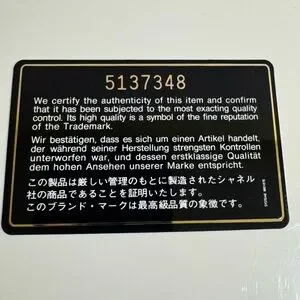 5137348
We certify the authenticity of this item and confirm
that it has been subjected to the most exacting quality
control. Its high quality is a symbol of the fine reputation
of the Trademark.
Wir bestätigen, dass es sich um einen Artikel handelt,
der während seiner Herstellung strengsten Kontrollen
unterworfen war, und dessen erstklassige Qualität
dem hohen Ansehen unserer Marke entspricht.
この製品は厳しい管理のもとに製造されたシャネル
社の商品であることを証明いたします。
このブランド・マークは最高級品質の象徴です。